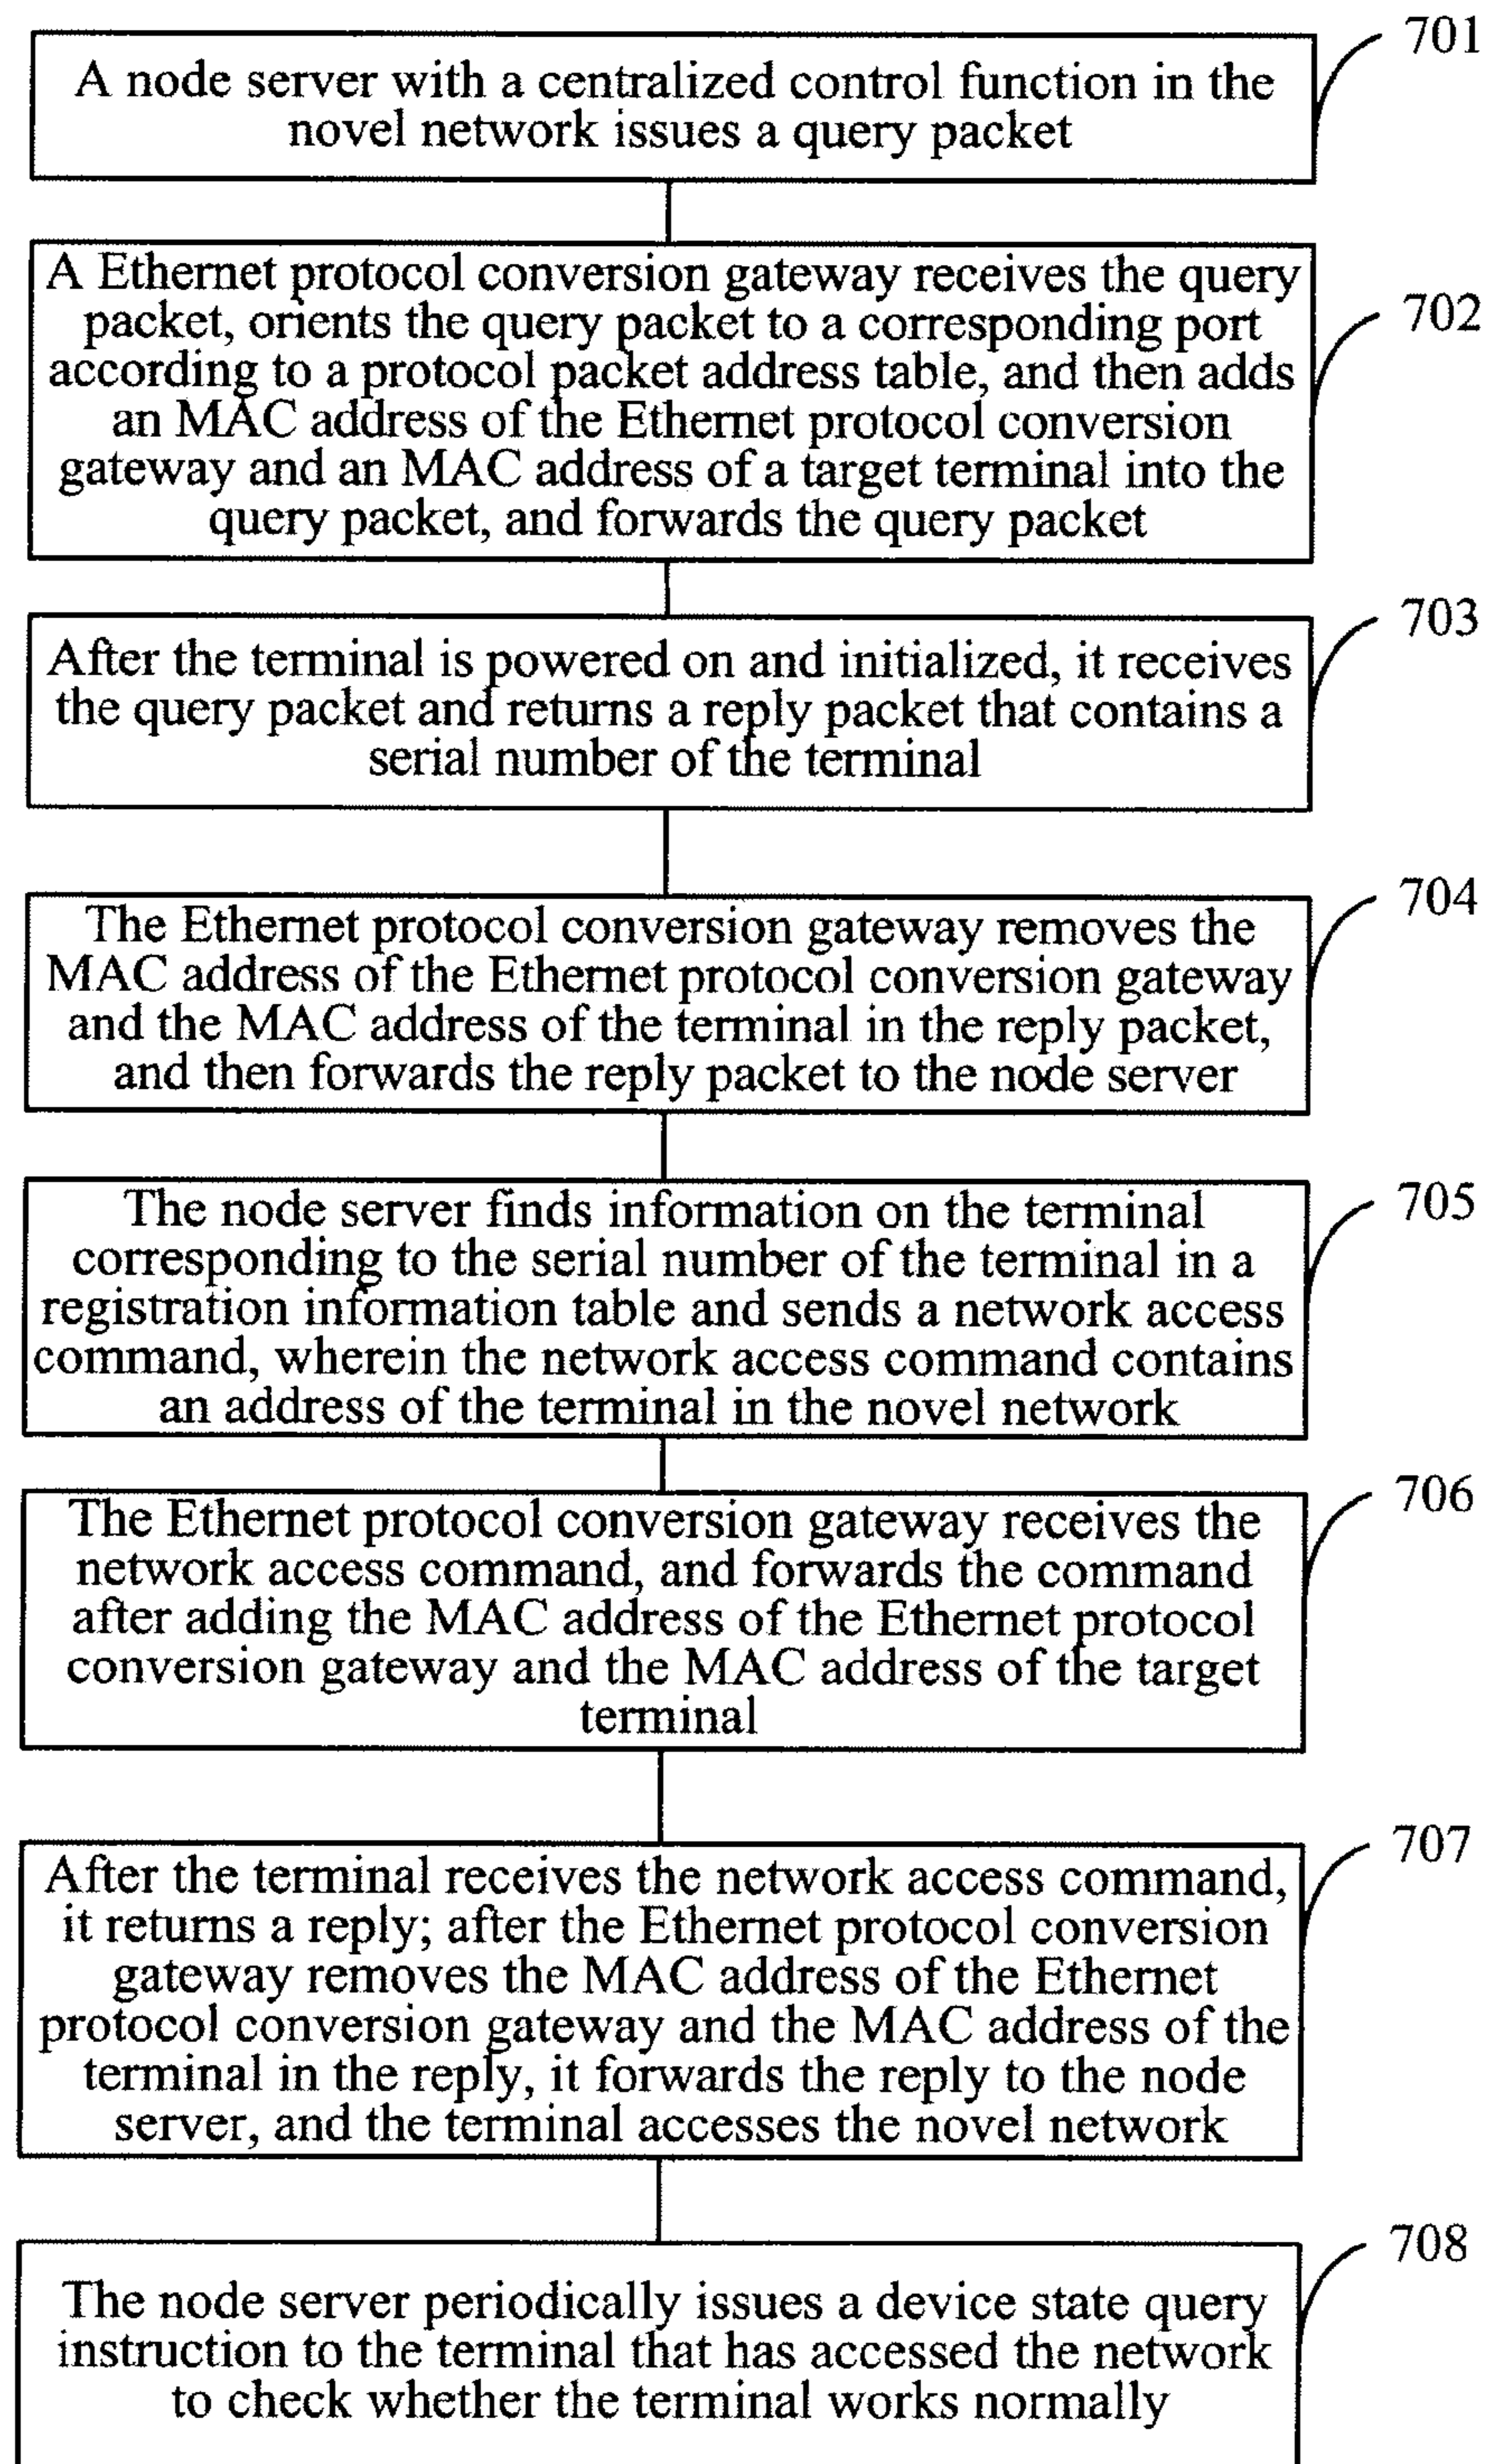 701
A node server with a centralized control function in the
novel network issues a query packet
702
A Ethernet protocol conversion gateway receives the query
packet, orients the query packet to a corresponding port
according to a protocol packet address table, and then adds
an MAC address of the Ethernet protocol conversion
gateway and an MAC address of a target terminal into the
query packet, and forwards the query packet
703
After the terminal is powered on and initialized, it receives
the query packet and returns a reply packet that contains a
serial number of the terminal
704
The Ethernet protocol conversion gateway removes the
MAC address of the Ethernet protocol conversion gateway
and the MAC address of the terminal in the reply packet,
and then forwards the reply packet to the node server
705
The node server finds information on the terminal
corresponding to the serial number of the terminal in a
registration information table and sends a network access
command, wherein the network access command contains
an address of the terminal in the novel network
706
The Ethernet protocol conversion gateway receives the
network access command, and forwards the command
after adding the MAC address of the Ethernet protocol
conversion gateway and the MAC address of the target
terminal
707
After the terminal receives the network access command,
it returns a reply; after the Ethernet protocol conversion
gateway removes the MAC address of the Ethernet
protocol conversion gateway and the MAC address of the
terminal in the reply, it forwards the reply to the node
server, and the terminal accesses the novel network
708
The node server periodically issues a device state query
instruction to the terminal that has accessed the network
to check whether the terminal works normally